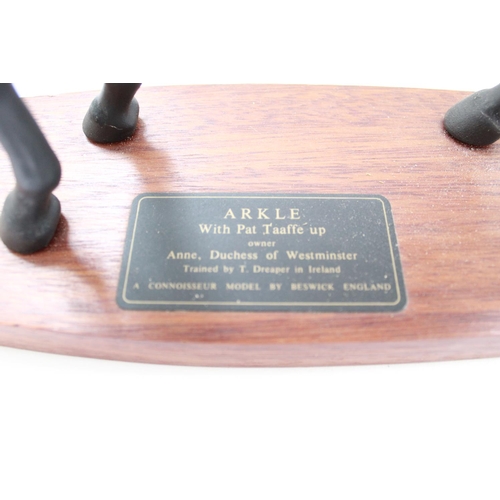 ARKLE
With Pat Taaffe up
owner
Anne, Duchess of Westminster
Trained by T. Dreaper in Ireland
A CONNOISSEUR MODEL BY BESWICK ENGLAND